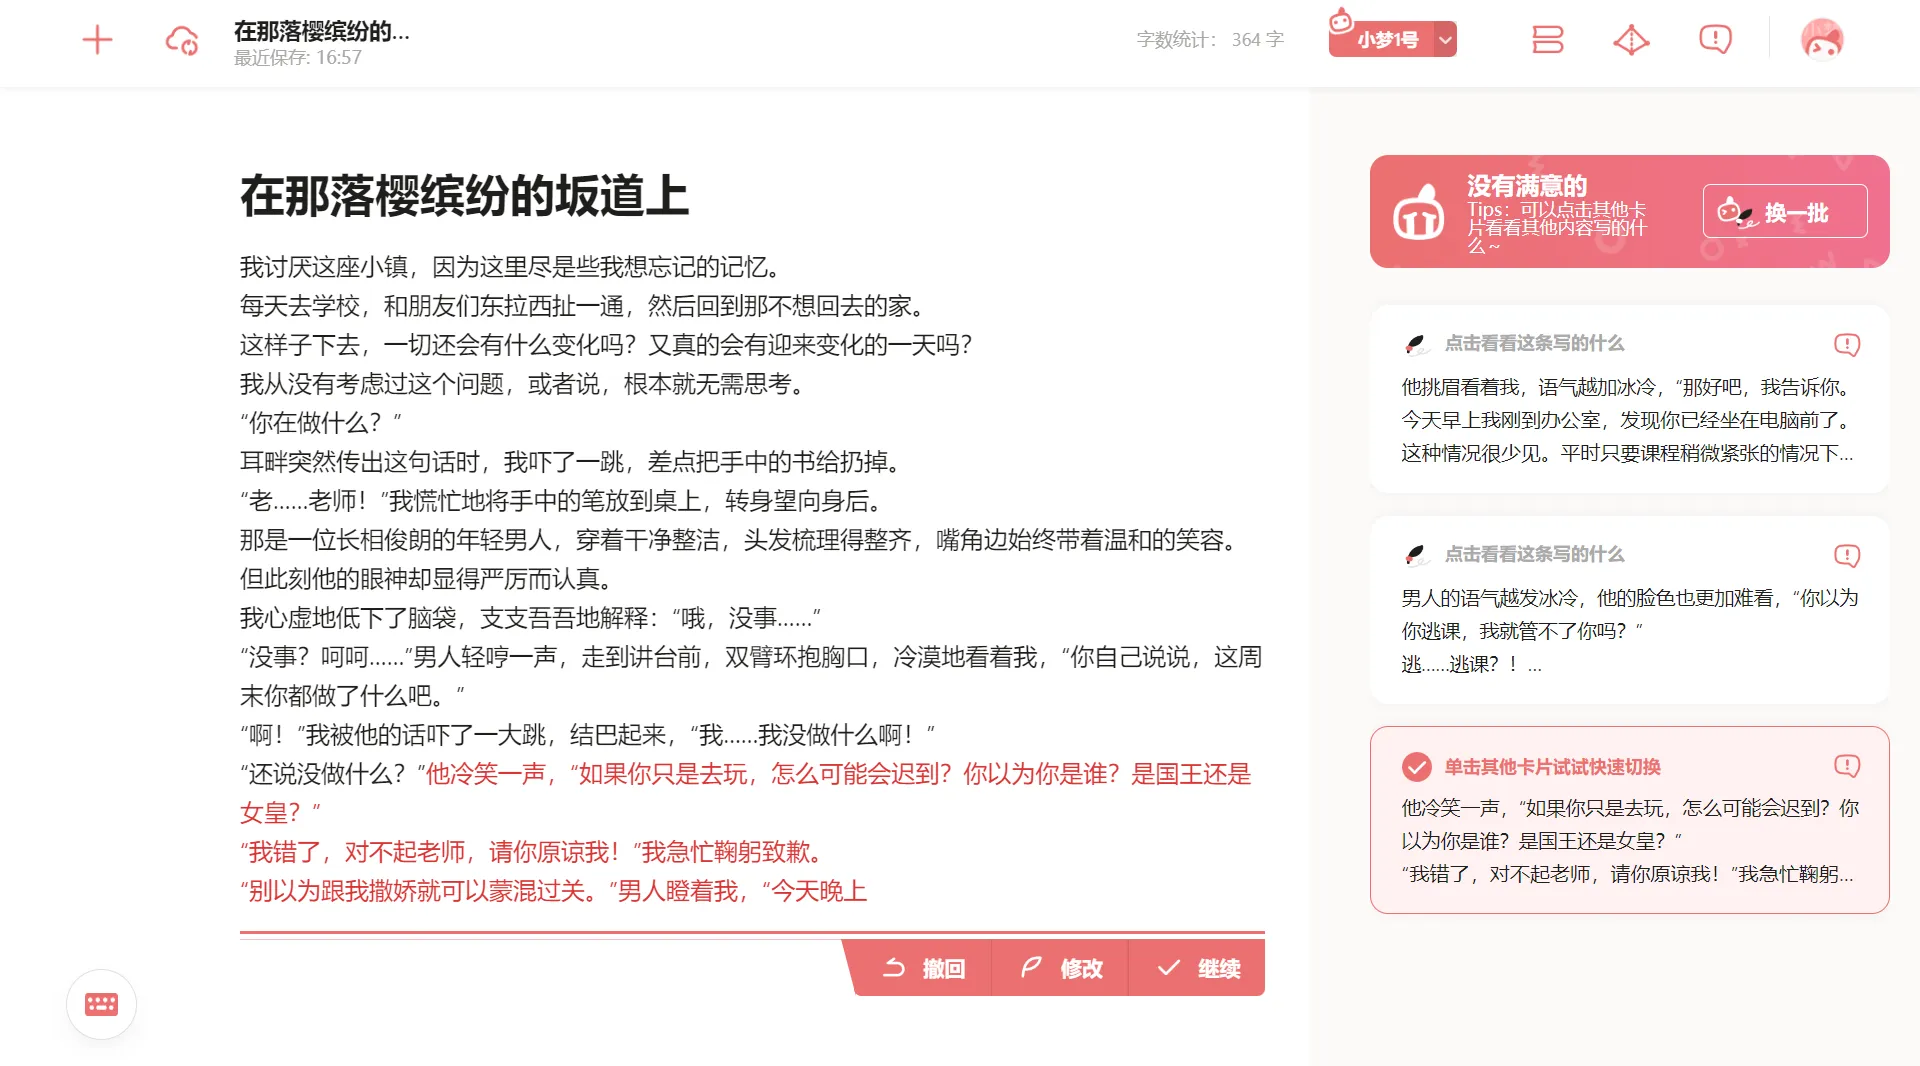 在那落樱缤纷的...
最近保存: 16:57
字数统计： 364 字
小梦1号
在那落樱缤纷的坂道上
我讨厌这座小镇，因为这里尽是些我想忘记的记忆。
每天去学校，和朋友们东拉西扯一通，然后回到那不想回去的家。
这样子下去，一切还会有什么变化吗？又真的会有迎来变化的一天吗？
我从没有考虑过这个问题，或者说，根本就无需思考。
“你在做什么？”
耳畔突然传出这句话时，我吓了一跳，差点把手中的书给扔掉。
“老......老师！”我慌忙地将手中的笔放到桌上，转身望向身后。
那是一位长相俊朗的年轻男人，穿着干净整洁，头发梳理得整齐，嘴角边始终带着温和的笑容。
但此刻他的眼神却显得严厉而认真。
我心虚地低下了脑袋，支支吾吾地解释：“哦，没事......”
“没事？呵呵......”男人轻哼一声，走到讲台前，双臂环抱胸口，冷漠地看着我，“你自己说说，这周
末你都做了什么吧。”
“啊！”我被他的话吓了一大跳，结巴起来，“我......我没做什么啊！”
“还说没做什么？”他冷笑一声，“如果你只是去玩，怎么可能会迟到？你以为你是谁？是国王还是
女皇？”
“我错了，对不起老师，请你原谅我！”我急忙鞠躬致歉。
“别以为跟我撒娇就可以蒙混过关。”男人瞪着我，“今天晚上
撤回
修改
继续
没有满意的
Tips：可以点击其他卡
片看看其他内容写的什
么~
换一批
点击看看这条写的什么
他挑眉看着我，语气越加冰冷，“那好吧，我告诉你。
今天早上我刚到办公室，发现你已经坐在电脑前了。
这种情况很少见。平时只要课程稍微紧张的情况下...
点击看看这条写的什么
男人的语气越发冰冷，他的脸色也更加难看，“你以为
你逃课，我就管不了你吗？”
逃......逃课？！...
单击其他卡片试试快速切换
他冷笑一声，“如果你只是去玩，怎么可能会迟到？你
以为你是谁？是国王还是女皇？”
“我错了，对不起老师，请你原谅我！”我急忙鞠躬...